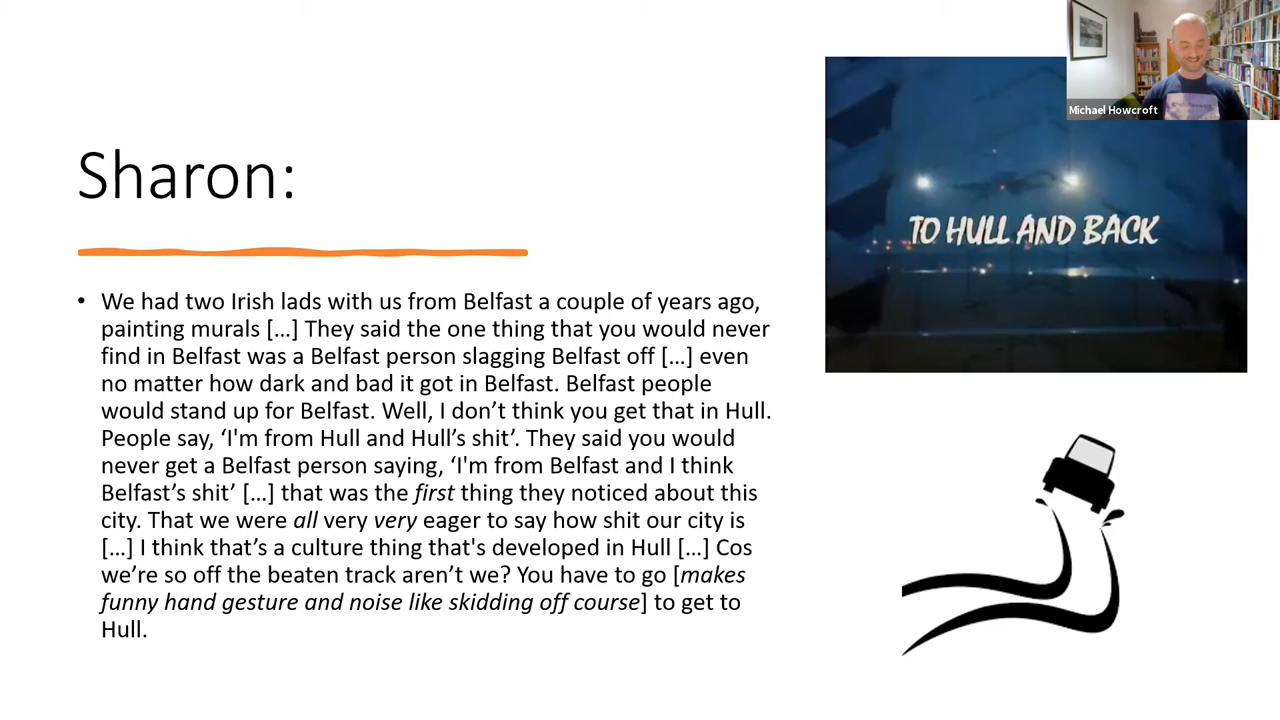 Sharon:
• We had two Irish lads with us from Belfast a couple of years ago,
painting murals […] They said the one thing that you would never
find in Belfast was a Belfast person slagging Belfast off […] even
no matter how dark and bad it got in Belfast. Belfast people
would stand up for Belfast. Well, I don’t think you get that in Hull.
People say, ‘I'm from Hull and Hull’s shit’. They said you would
never get a Belfast person saying, ‘I'm from Belfast and I think
Belfast’s shit’ […] that was the first thing they noticed about this
city. That we were all very very eager to say how shit our city is
[…] I think that’s a culture thing that's developed in Hull […] Cos
we’re so off the beaten track aren’t we? You have to go [makes
funny hand gesture and noise like skidding off course] to get to
Hull.
TO HULL AND BACK
Michael Howcroft